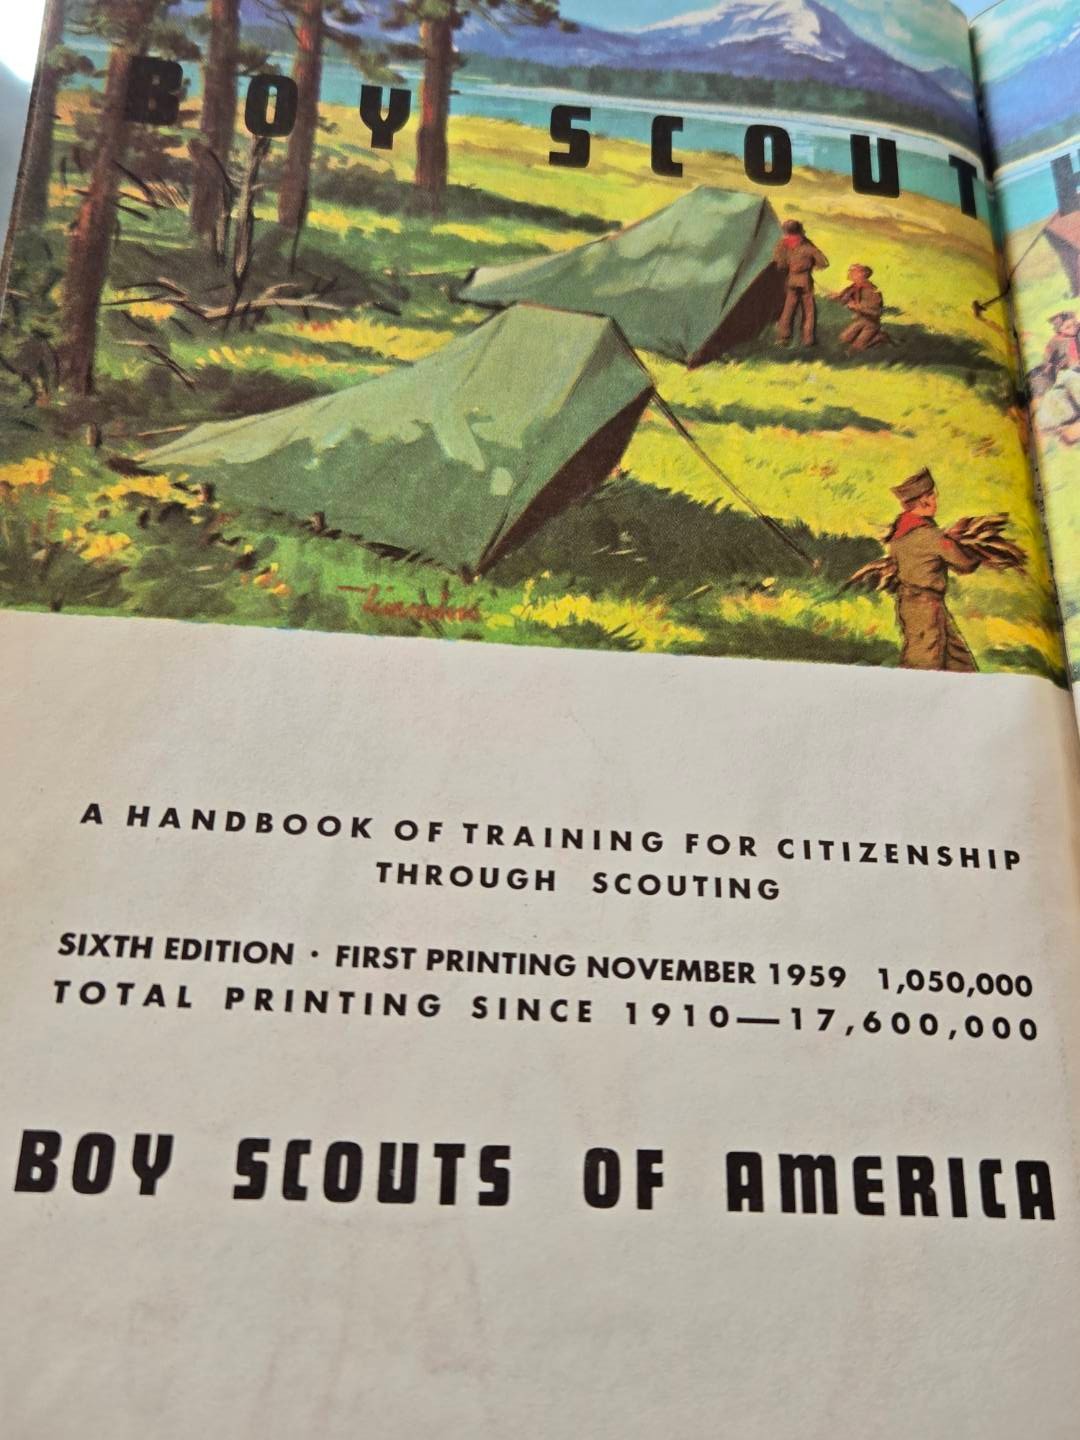 BOY SCOUT
A HANDBOOK OF TRAINING FOR CITIZENSHIP
THROUGH SCOUTING
SIXTH EDITION · FIRST PRINTING NOVEMBER 1959 1,050,000
TOTAL PRINTING SINCE 1910—17,600,000
BOY SCOUTS OF AMERICA